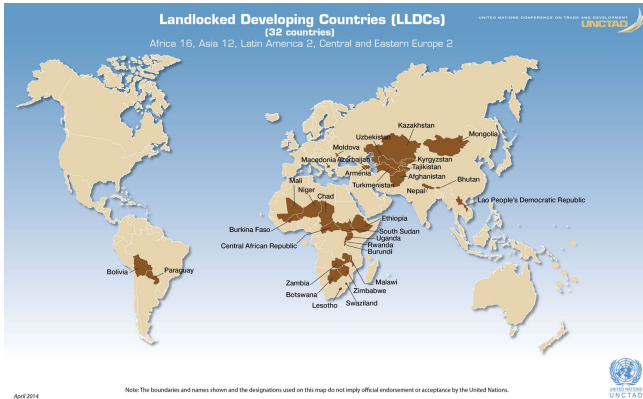 Landlocked Developing Countries (LLDCs)
(32 countries)
Africa 16, Asia 12, Latin America 2, Central and Eastern Europe 2
UNITED NATIONS CONFERENCE ON TRADE AND DEVELOPMENT
UNCTAD
Kazakhstan
Uzbekistan
Mongolia
Moldova
Macedonia
Azerbaijan
Kyrgyzstan
Tajikistan
Armenia
Afghanistan
Mali
Turkmenistan
Bhutan
Niger
Nepal
Chad
Lao People's Democratic Republic
Ethiopia
Burkina Faso
South Sudan
Uganda
Central African Republic
Rwanda
Burundi
Bolivia
Paraguay
Zambia
Malawi
Botswana
Zimbabwe
Lesotho
Swaziland
Note: The boundaries and names shown and the designations used on this map do not imply official endorsement or acceptance by the United Nations.
April 2014
UNITED NATIONS
UNCTAD